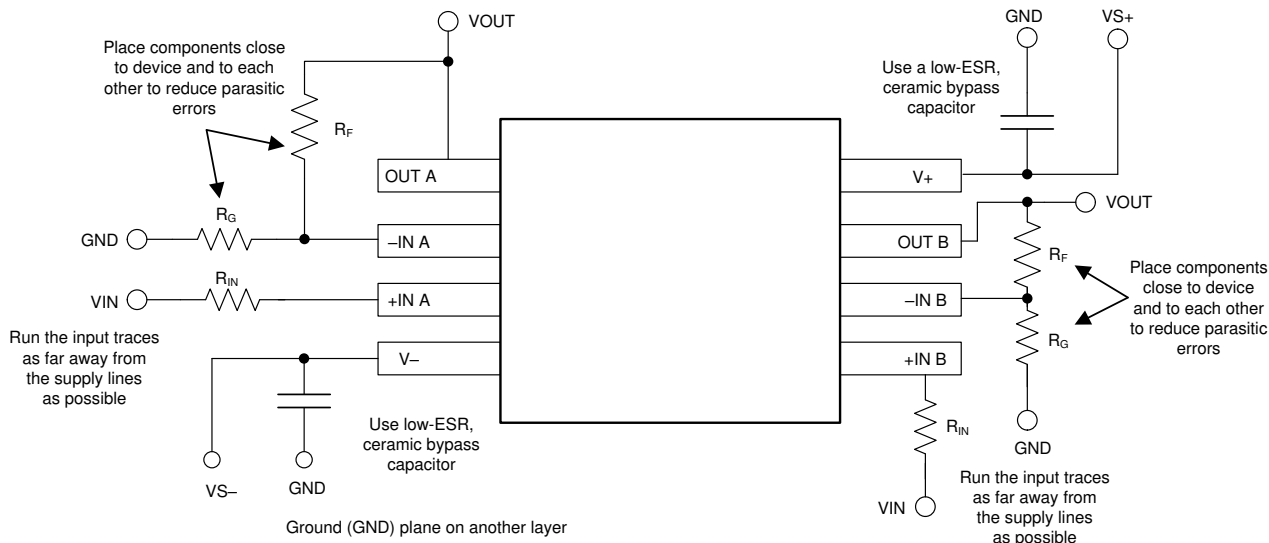 VOUT
Place components close
to device and to each
other to reduce parasitic
errors
RF
OUT A
RG
GND
–IN A
RIN
VIN
+IN A
Run the input traces
as far away from
the supply lines
as possible
V–
Use low-ESR,
ceramic bypass
capacitor
VS–
GND
Ground (GND) plane on another layer
GND
VS+
Use a low-ESR,
ceramic bypass
capacitor
V+
VOUT
OUT B
RF
Place components
close to device
and to each other
to reduce parasitic
errors
–IN B
RG
+IN B
RIN
GND
VIN
Run the input traces
as far away from
the supply lines
as possible